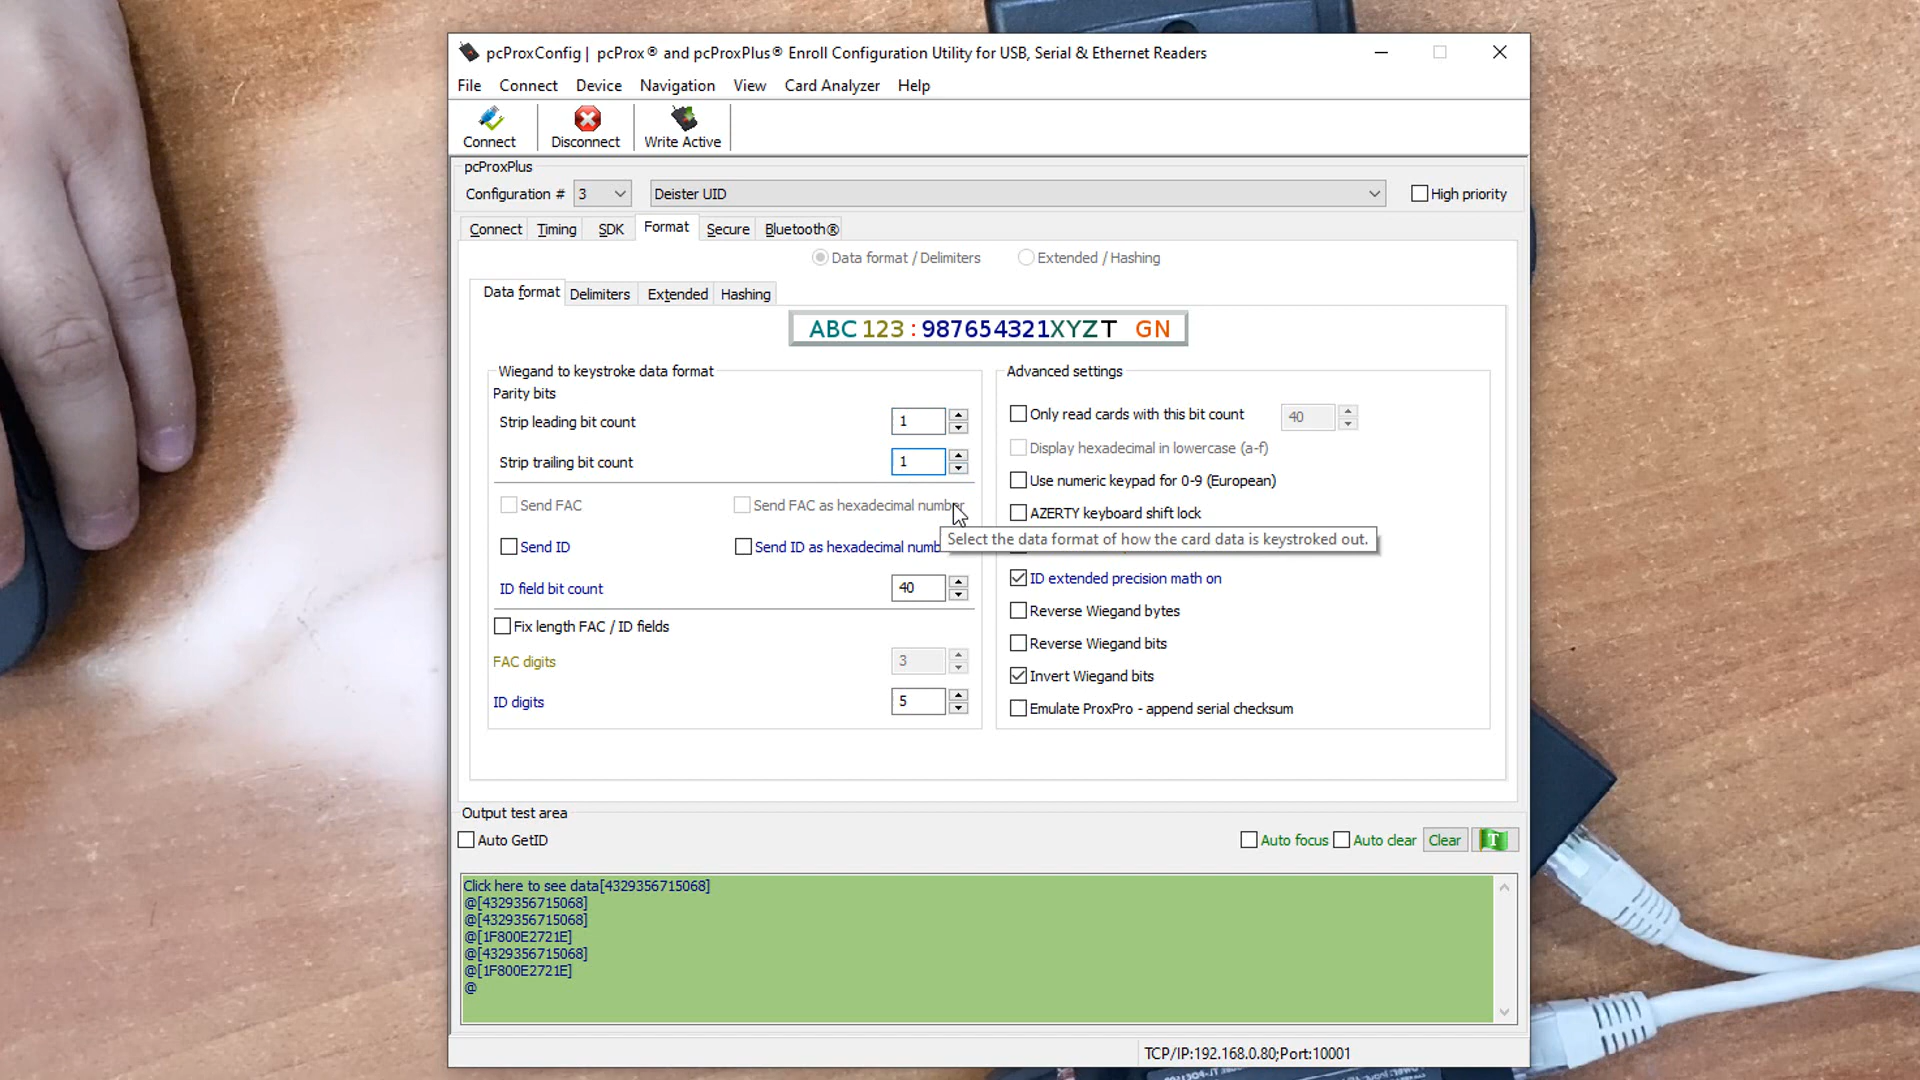 pcProxConfig | pcProx® and pcProxPlus® Enroll Configuration Utility for USB, Serial & Ethernet Readers
File Connect Device Navigation View Card Analyzer Help
Connect Disconnect Write Active
pcProxPlus
Configuration # 3 Deister UID High priority
Connect Timing SDK Format Secure Bluetooth®
Data format / Delimiters Extended / Hashing
Data format Delimiters Extended Hashing
ABC 123 : 987654321XYZT GN
Wiegand to keystroke data format
Parity bits
Strip leading bit count 1
Strip trailing bit count 1
Send FAC Send FAC as hexadecimal number
Send ID Send ID as hexadecimal numb
ID field bit count 40
Fix length FAC / ID fields
FAC digits 3
ID digits 5
Advanced settings
Only read cards with this bit count 40
Display hexadecimal in lowercase (a-f)
Use numeric keypad for 0-9 (European)
AZERTY keyboard shift lock
Select the data format of how the card data is keystroked out.
ID extended precision math on
Reverse Wiegand bytes
Reverse Wiegand bits
Invert Wiegand bits
Emulate ProxPro - append serial checksum
Output test area
Auto GetID Auto focus Auto clear Clear T
Click here to see data[4329356715068]
@[4329356715068]
@[4329356715068]
@[1F800E2721E]
@[4329356715068]
@[1F800E2721E]
@
TCP/IP:192.168.0.80;Port:10001